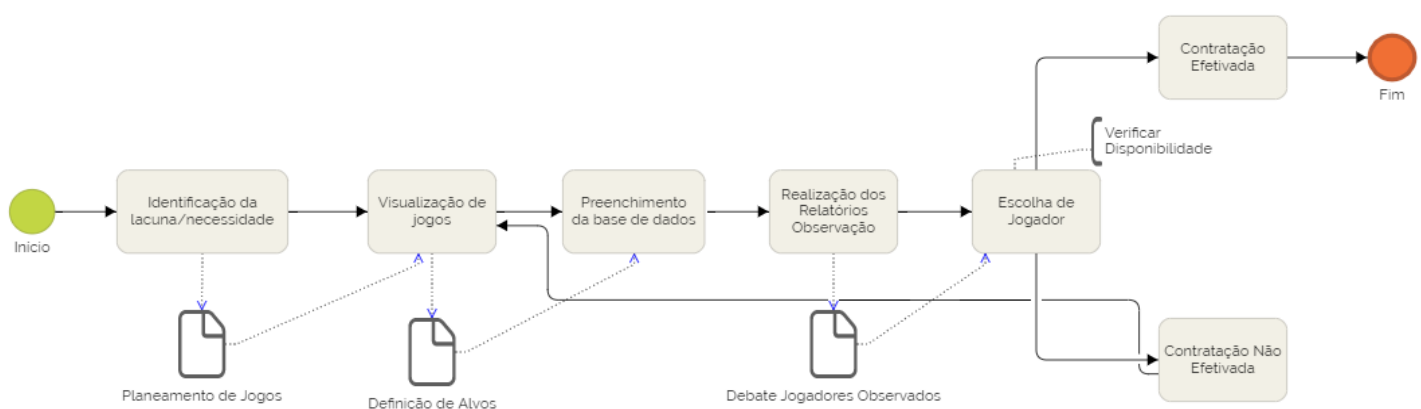 Contratação
Efetivada
Fim
Verificar
Disponibilidade
Identificação da
lacuna/necessidade
Visualização de
jogos
Preenchimento
da base de dados
Realização dos
Relatórios
Observação
Escolha de
Jogador
Inicio
Contratação Não
Efetivada
Planeamento de Jogos
Definição de Alvos
Debate Jogadores Observados